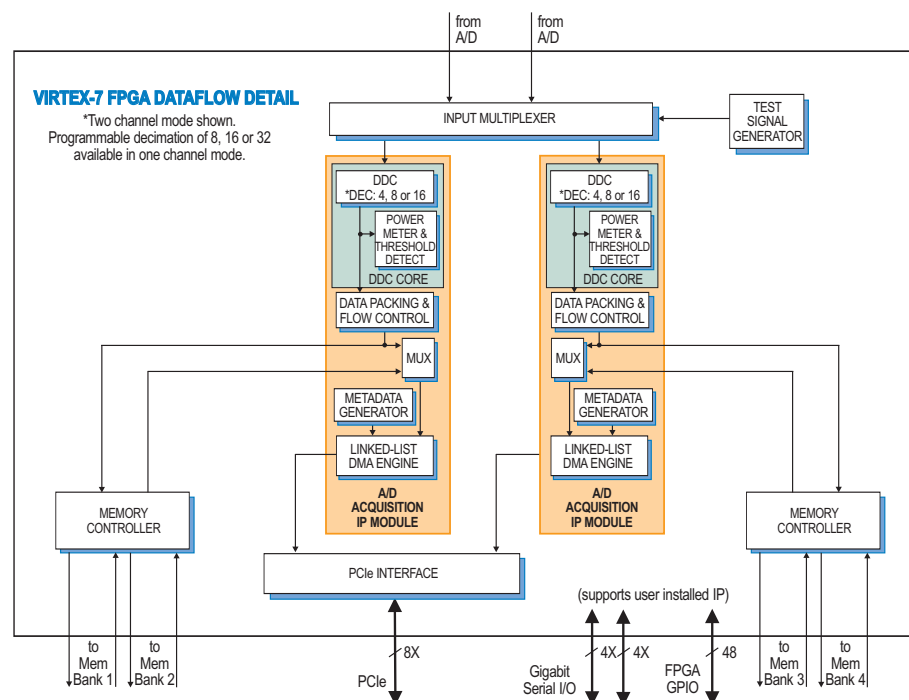 from
A/D
from
A/D
VIRTEX-7 FPGA DATAFLOW DETAIL
*Two channel mode shown.
Programmable decimation of 8, 16 or 32
available in one channel mode.
INPUT MULTIPLEXER
TEST
SIGNAL
GENERATOR
DDC
*DEC: 4, 8 or 16
POWER
METER &
THRESHOLD
DETECT
DDC CORE
DATA PACKING &
FLOW CONTROL
MUX
METADATA
GENERATOR
LINKED-LIST
DMA ENGINE
A/D
ACQUISITION
IP MODULE
DDC
*DEC: 4, 8 or 16
POWER
METER &
THRESHOLD
DETECT
DDC CORE
DATA PACKING &
FLOW CONTROL
MUX
METADATA
GENERATOR
LINKED-LIST
DMA ENGINE
A/D
ACQUISITION
IP MODULE
MEMORY
CONTROLLER
MEMORY
CONTROLLER
PCIe INTERFACE
(supports user installed IP)
to
Mem
Bank 1
to
Mem
Bank 2
8X
PCIe
4X
4X
Gigabit
Serial I/O
48
FPGA
GPIO
to
Mem
Bank 3
to
Mem
Bank 4